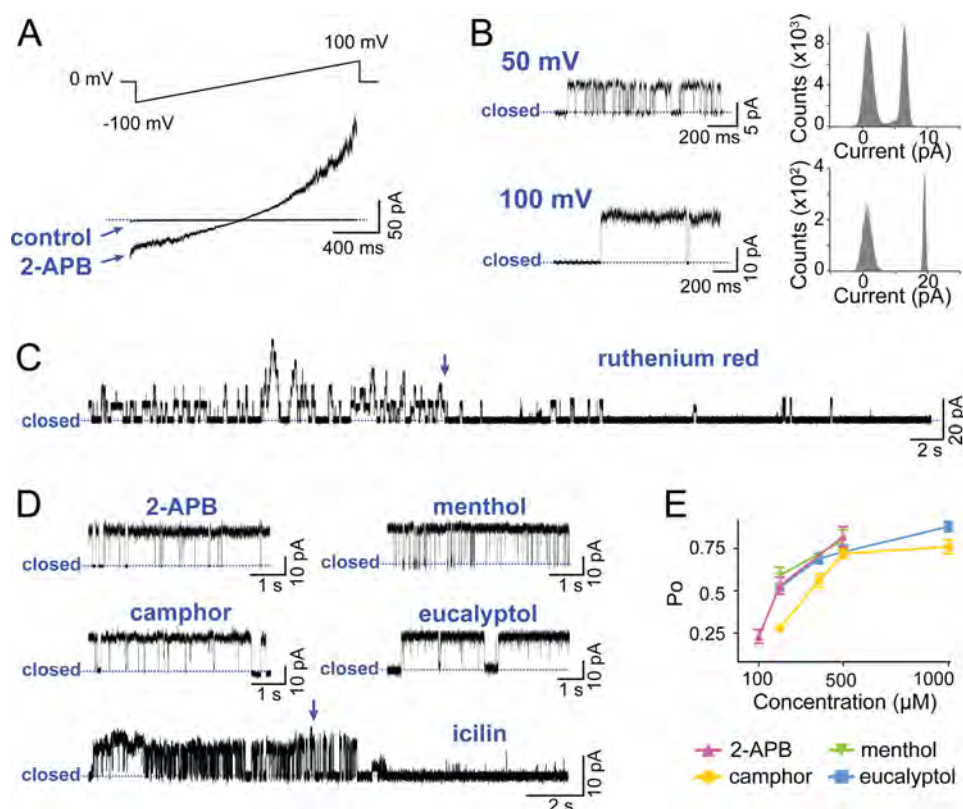 A
100 mV
0 mV
-100 mV
control
2-APB
50 pA
400 ms
B
50 mV
closed
5 pA
200 ms
Counts (x10³)
8
4
0
0 10
Current (pA)
100 mV
closed
10 pA
200 ms
Counts (x10²)
4
2
0
0 20
Current (pA)
C
ruthenium red
closed
20 pA
2 s
D
2-APB
closed
10 pA
1 s
menthol
closed
10 pA
1 s
camphor
closed
10 pA
1 s
eucalyptol
closed
10 pA
1 s
icilin
closed
10 pA
2 s
E
Po
0.75
0.5
0.25
100 500 1000
Concentration (µM)
2-APB menthol
camphor eucalyptol